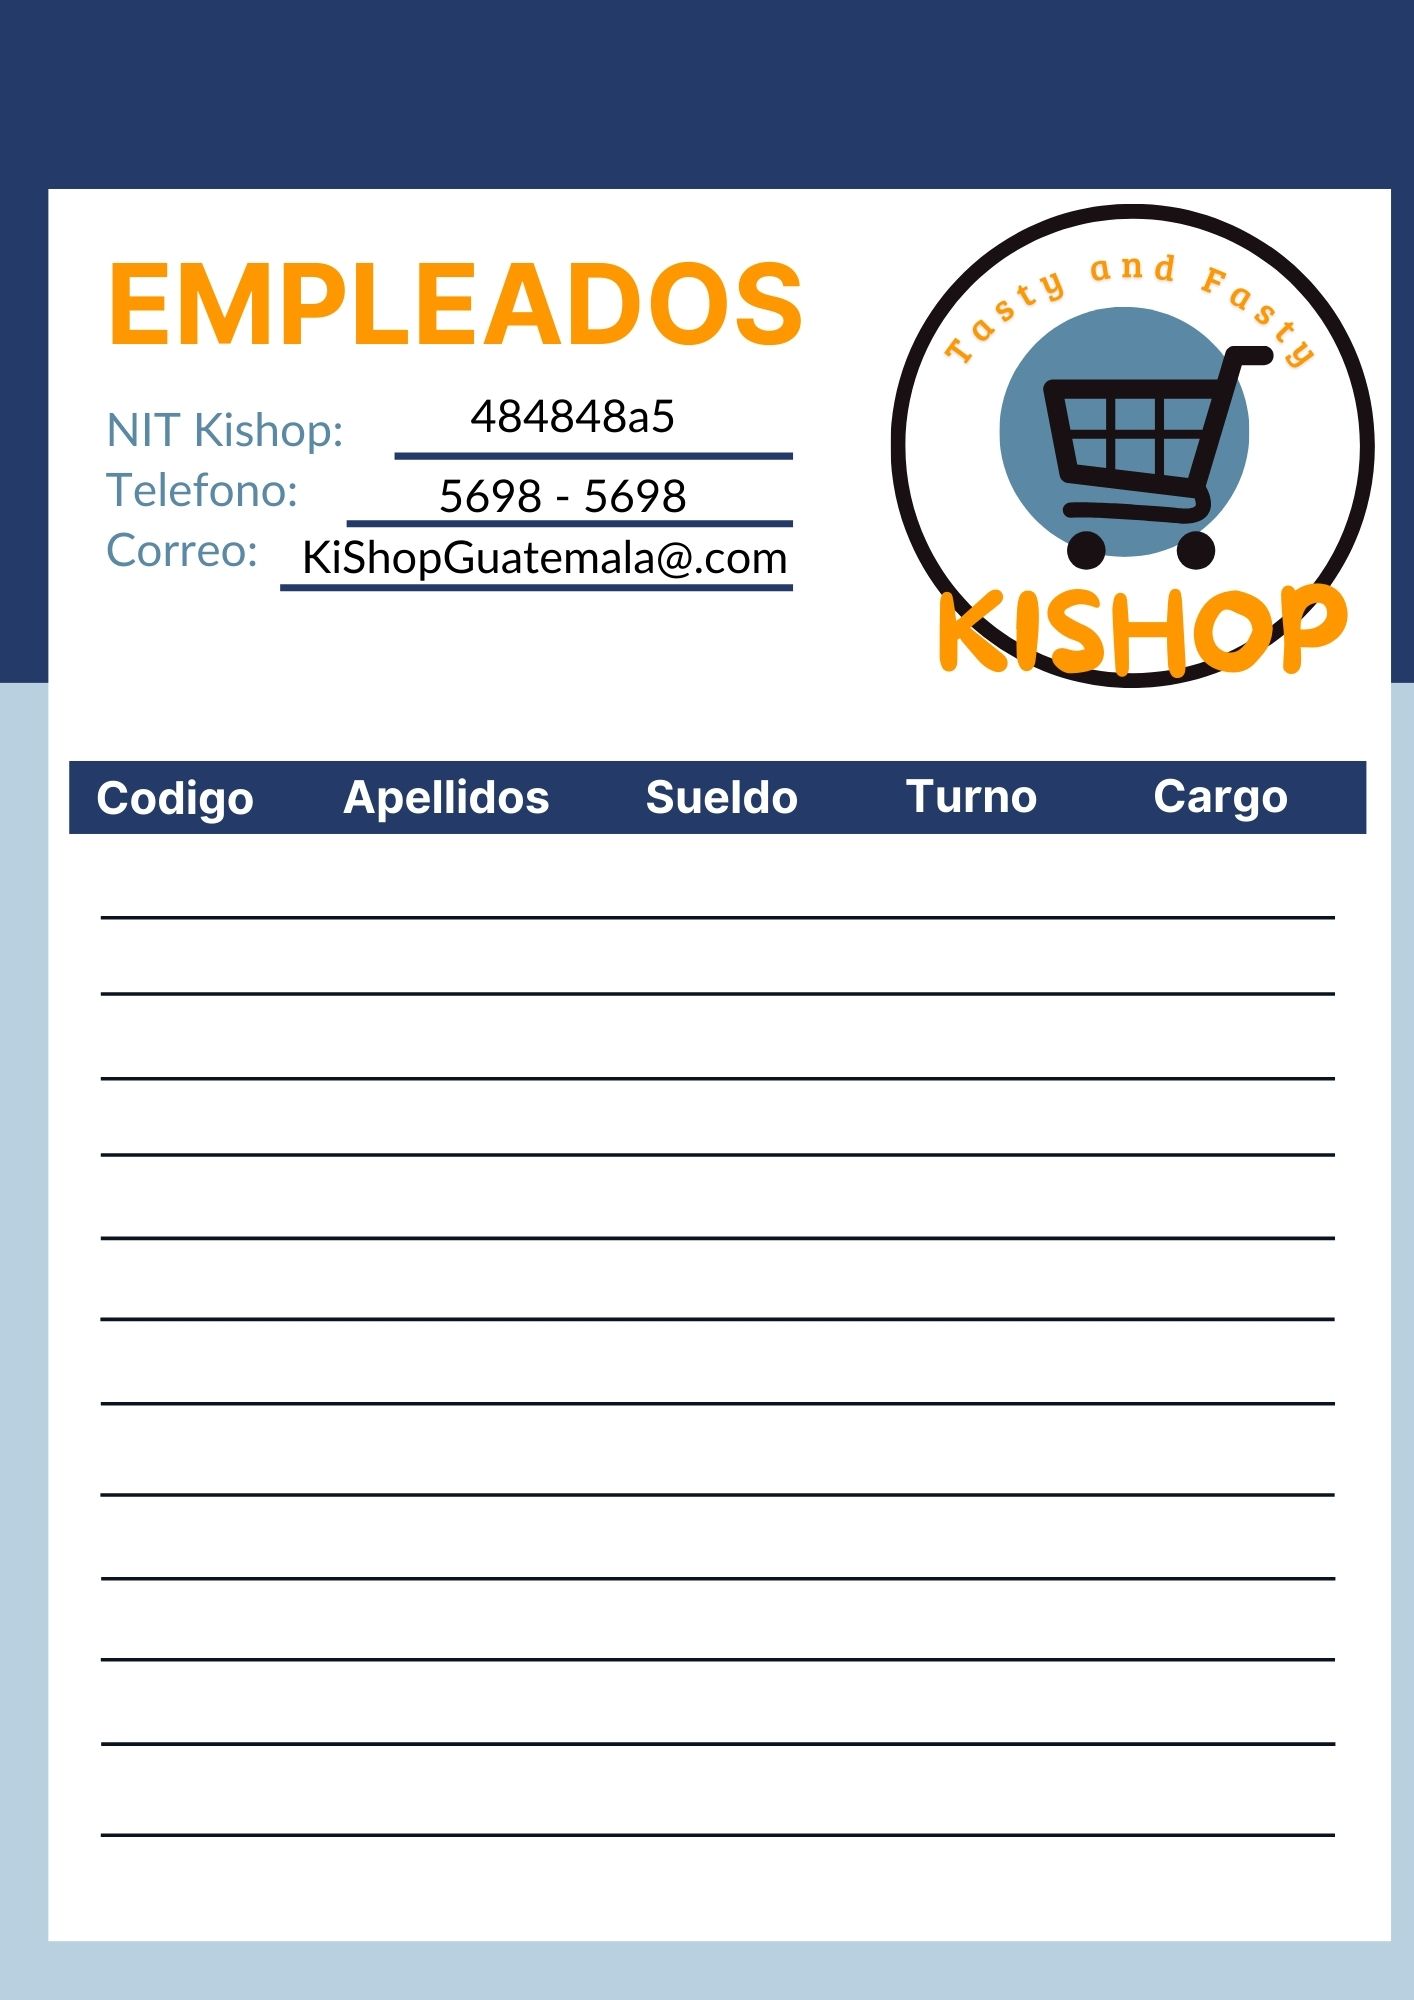 EMPLEADOS
NIT Kishop: 484848a5
Telefono: 5698 - 5698
Correo: KiShopGuatemala@.com
Tasty and Fasty
KISHOP
Codigo Apellidos Sueldo Turno Cargo